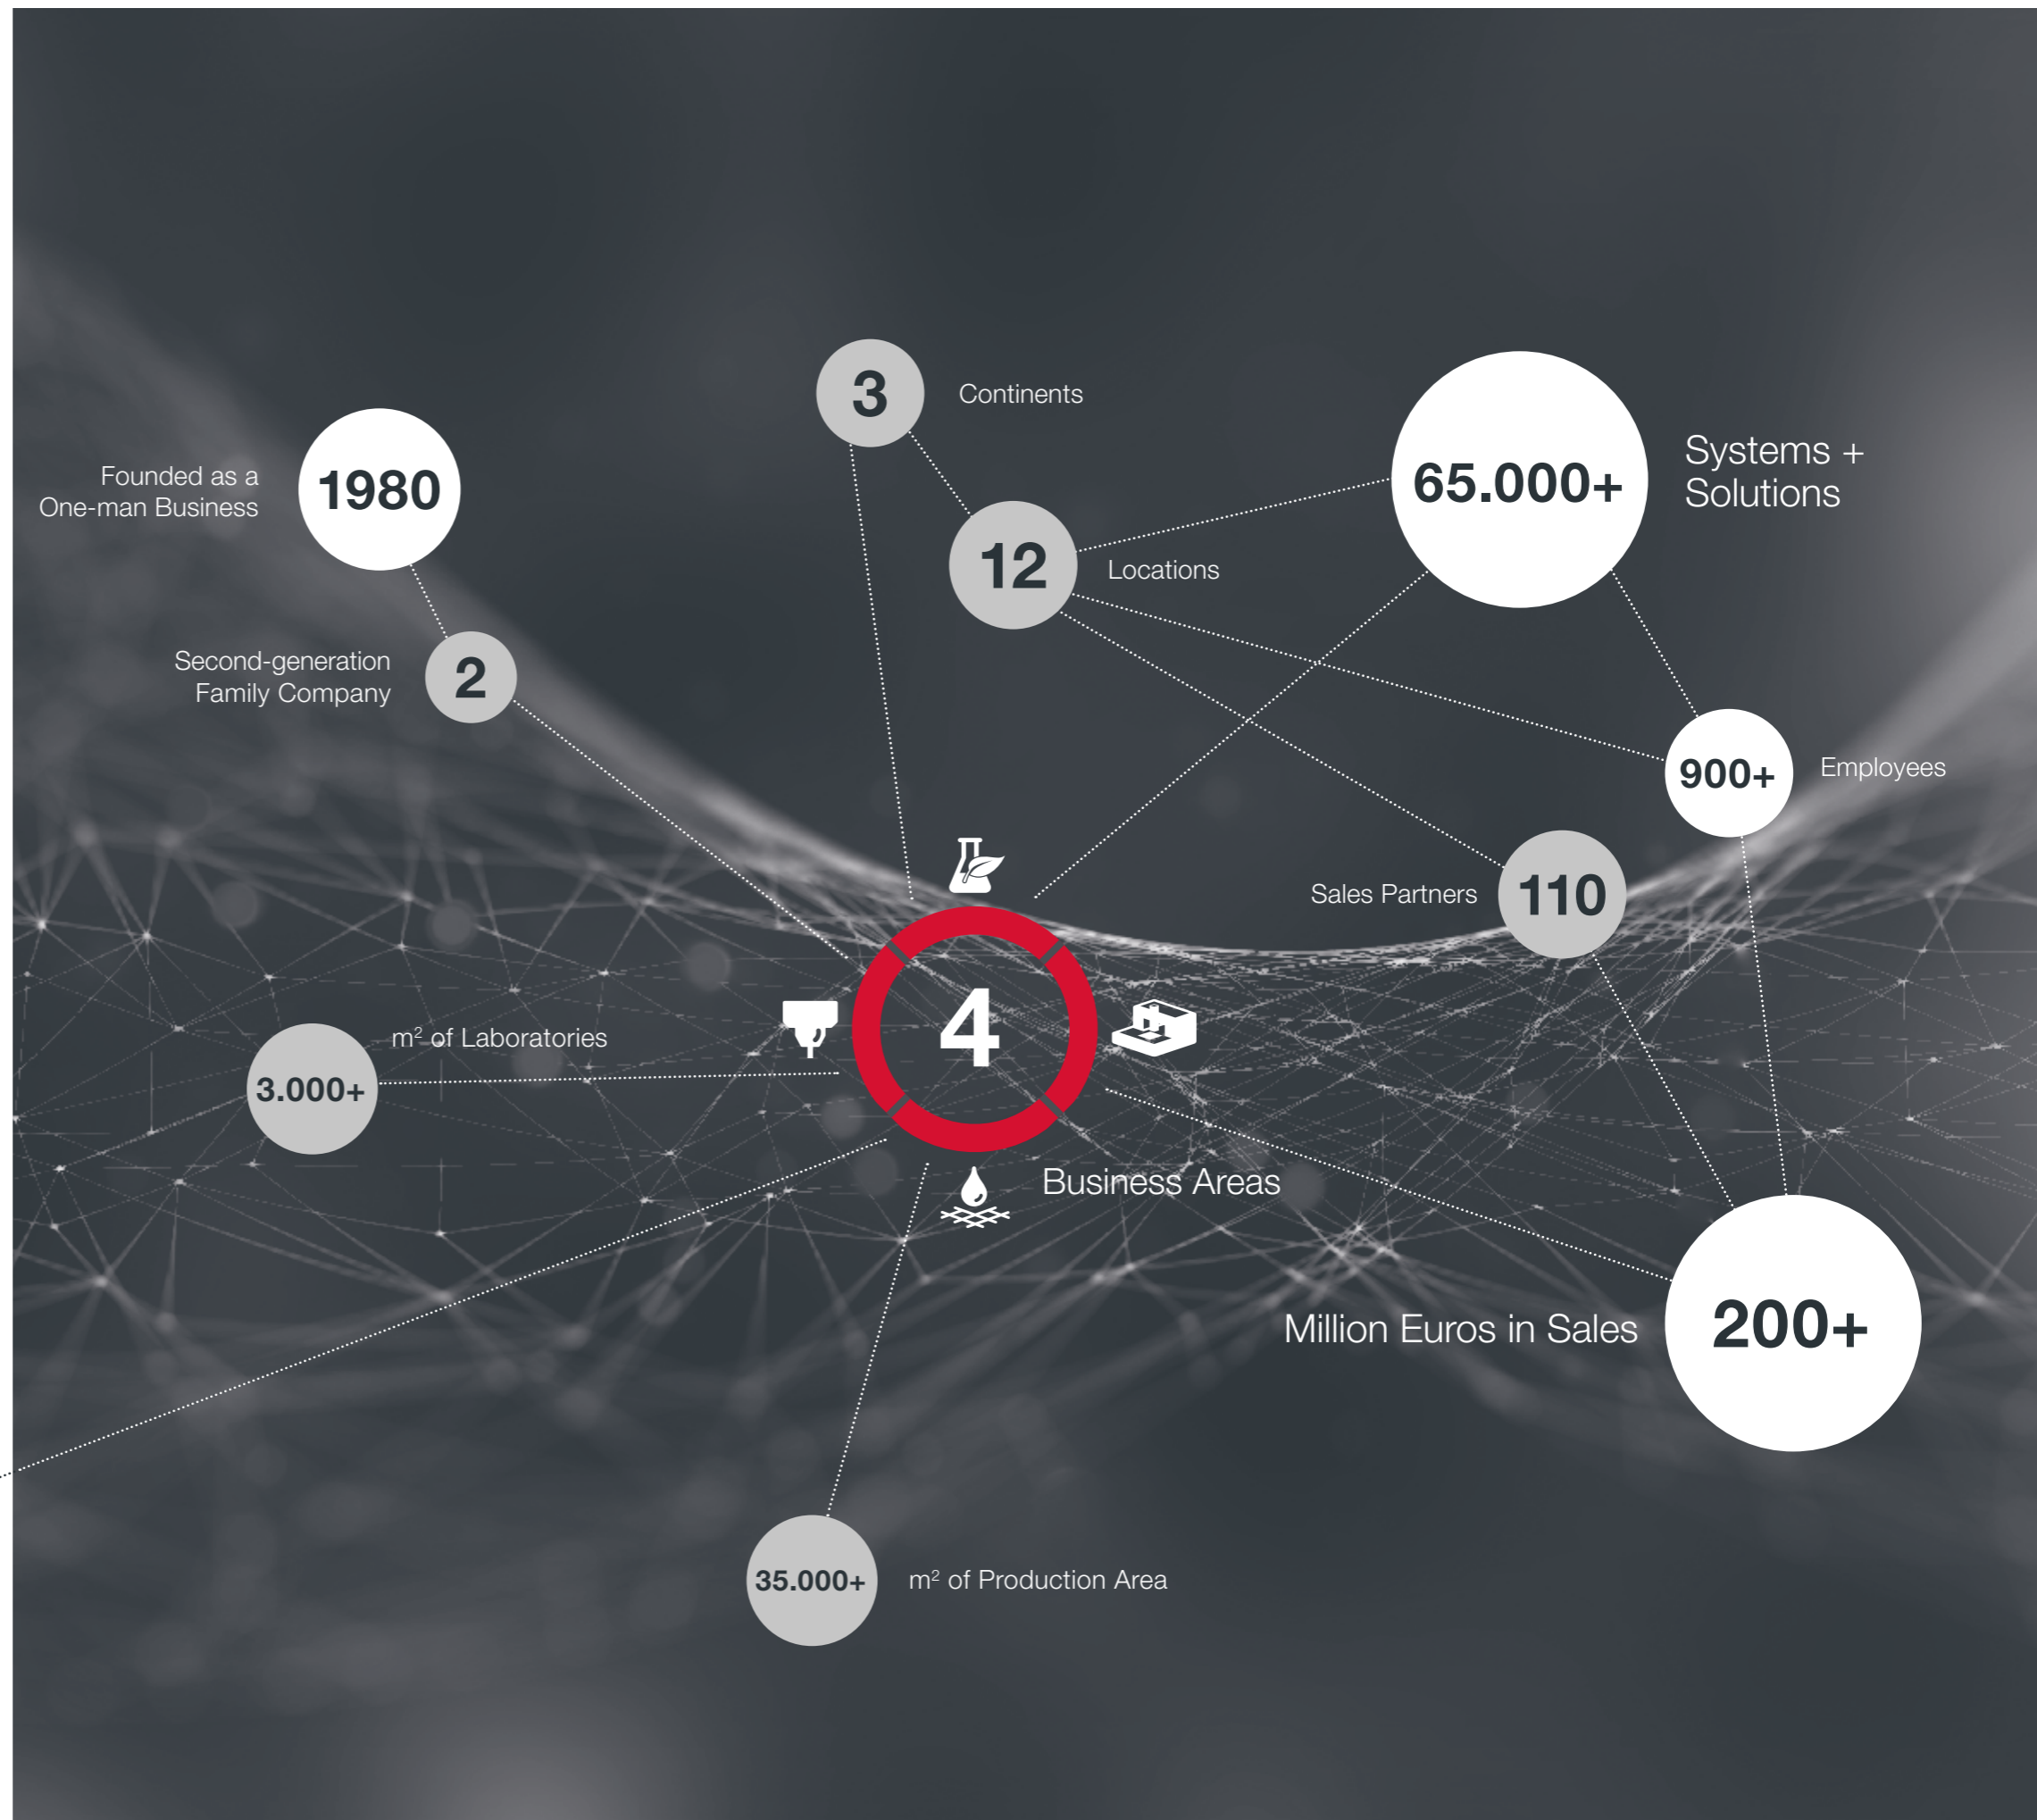 3
Continents
Founded as a
One-man Business
1980
65.000+
Systems +
Solutions
12
Locations
Second-generation
Family Company
2
900+
Employees
Sales Partners
110
4
Business Areas
m² of Laboratories
3.000+
Million Euros in Sales
200+
35.000+
m² of Production Area